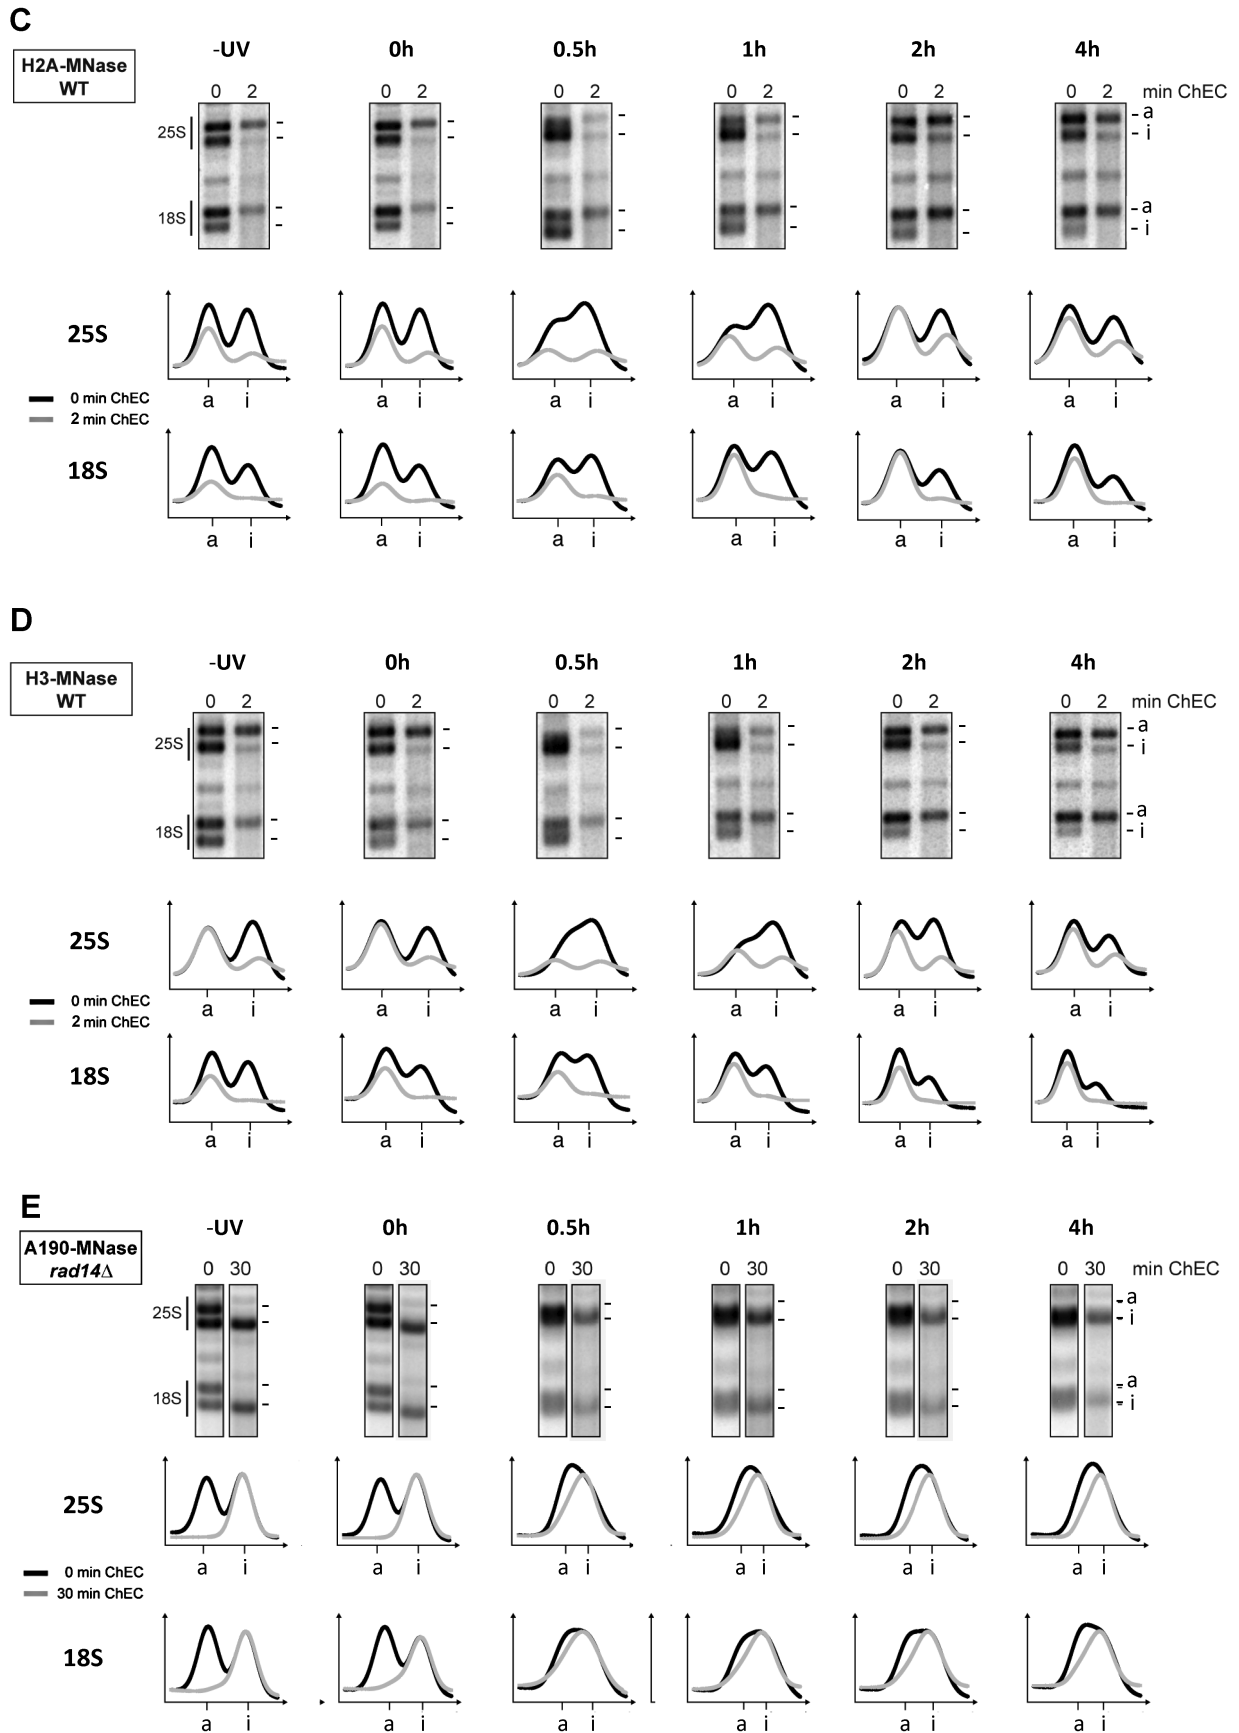 C
H2A-MNase
WT
-UV 0h 0.5h 1h 2h 4h
0 2 0 2 0 2 0 2 0 2 0 2 min ChEC
25S
a
i
18S
a
i
25S
0 min ChEC
2 min ChEC
a i a i a i a i a i a i
18S
a i a i a i a i a i a i
D
H3-MNase
WT
-UV 0h 0.5h 1h 2h 4h
0 2 0 2 0 2 0 2 0 2 0 2 min ChEC
25S
a
i
18S
a
i
25S
0 min ChEC
2 min ChEC
a i a i a i a i a i a i
18S
a i a i a i a i a i a i
E
A190-MNase
rad14Δ
-UV 0h 0.5h 1h 2h 4h
0 30 0 30 0 30 0 30 0 30 0 30 min ChEC
25S
a
i
18S
a
i
25S
0 min ChEC
30 min ChEC
a i a i a i a i a i a i
18S
a i a i a i a i a i a i